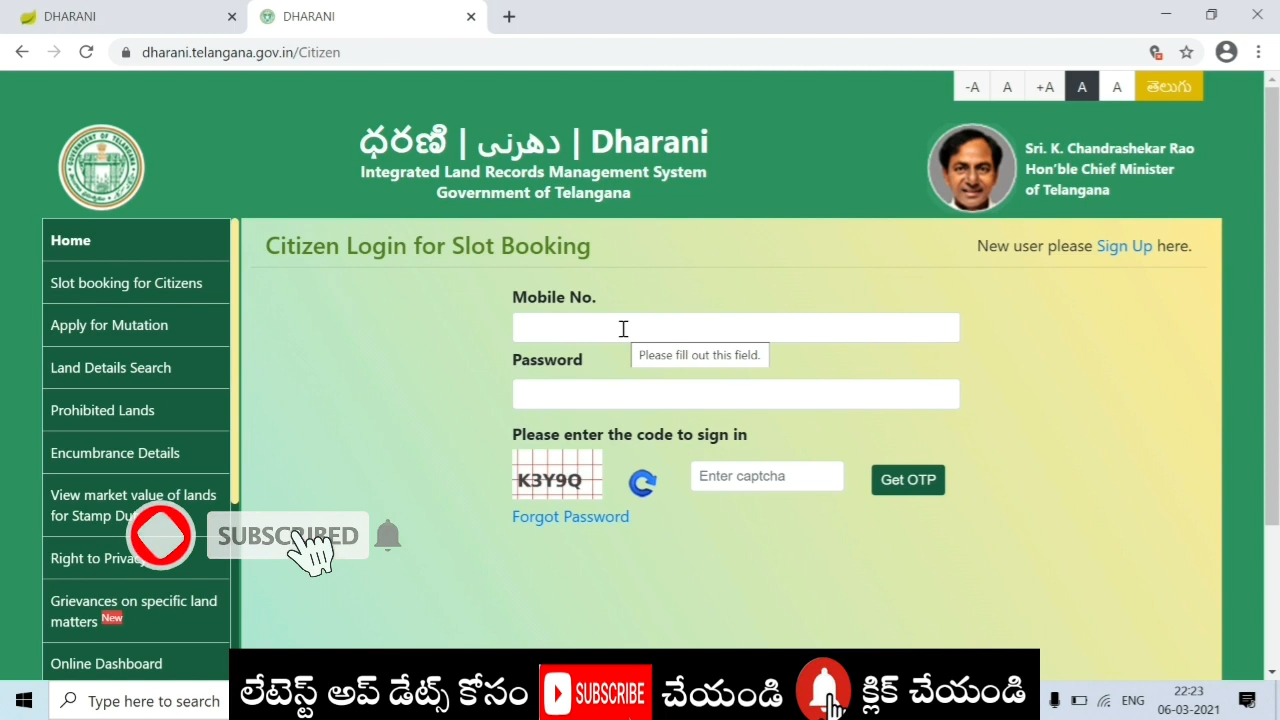 DHARANI
DHARANI
dharani.telangana.gov.in/Citizen
-A A +A A A తెలుగు
ధరణి | دھرنی | Dharani
Integrated Land Records Management System
Government of Telangana
Sri. K. Chandrashekar Rao
Hon'ble Chief Minister
of Telangana
Home
Slot booking for Citizens
Apply for Mutation
Land Details Search
Prohibited Lands
Encumbrance Details
View market value of lands
for Stamp Du
Right to Privac
Grievances on specific land
matters New
Online Dashboard
Citizen Login for Slot Booking
New user please Sign Up here.
Mobile No.
Please fill out this field.
Password
Please enter the code to sign in
K3Y9Q
Enter captcha
Get OTP
Forgot Password
SUBSCRIBED
లేటెస్ట్ అప్ డేట్స్ కోసం SUBSCRIBE చేయండి క్లిక్ చేయండి
Type here to search
ENG
22:23
06-03-2021